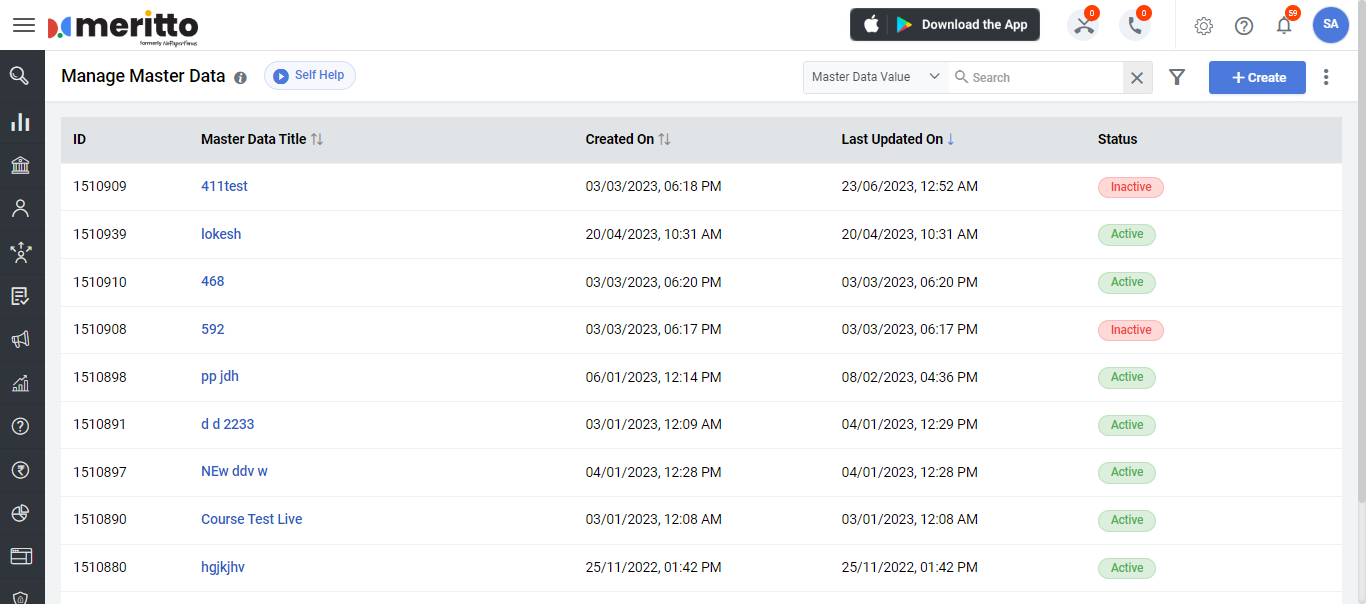 meritto
formerly NoPaperForms
Download the App
0
0
59
SA
Manage Master Data
Self Help
Master Data Value
Search
+ Create
ID Master Data Title Created On Last Updated On Status
1510909 411test 03/03/2023, 06:18 PM 23/06/2023, 12:52 AM Inactive
1510939 lokesh 20/04/2023, 10:31 AM 20/04/2023, 10:31 AM Active
1510910 468 03/03/2023, 06:20 PM 03/03/2023, 06:20 PM Active
1510908 592 03/03/2023, 06:17 PM 03/03/2023, 06:17 PM Inactive
1510898 pp jdh 06/01/2023, 12:14 PM 08/02/2023, 04:36 PM Active
1510891 d d 2233 03/01/2023, 12:09 AM 04/01/2023, 12:29 PM Active
1510897 NEw ddv w 04/01/2023, 12:28 PM 04/01/2023, 12:28 PM Active
1510890 Course Test Live 03/01/2023, 12:08 AM 03/01/2023, 12:08 AM Active
1510880 hgjkjhv 25/11/2022, 01:42 PM 25/11/2022, 01:42 PM Active